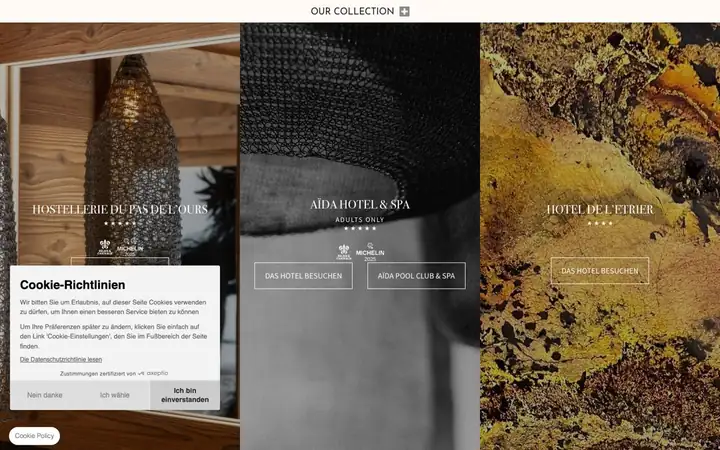 OUR COLLECTION
HOSTELLERIE DU PAS DE L'OURS
AÏDA HOTEL & SPA
ADULTS ONLY
HOTEL DE L'ETRIER
MICHELIN
2025
MICHELIN
2025
DAS HOTEL BESUCHEN
AÏDA POOL CLUB & SPA
DAS HOTEL BESUCHEN
Cookie-Richtlinien
Wir bitten Sie um Erlaubnis, auf dieser Seite Cookies verwenden
zu dürfen, um Ihnen einen besseren Service bieten zu können
Um Ihre Präferenzen später zu ändern, klicken Sie einfach auf
den Link 'Cookie-Einstellungen', den Sie im Fußbereich der Seite
finden.
Die Datenschutzrichtlinie lesen
Zustimmungen zertifiziert von axeptio
Nein danke
Ich wähle
Ich bin
einverstanden
Cookie Policy